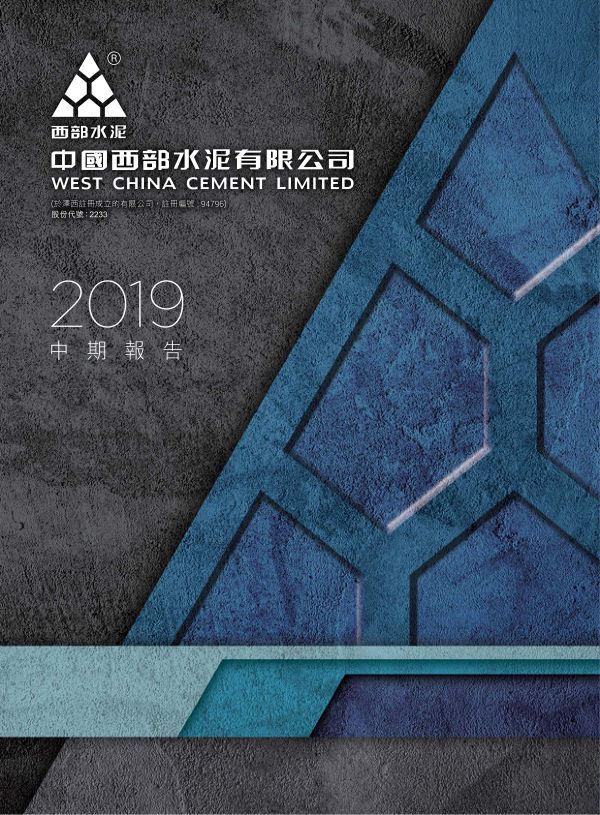 ®
西部水泥
中國西部水泥有限公司
WEST CHINA CEMENT LIMITED
(於澤西註冊成立的有限公司，註冊編號 : 94796)
股份代號 : 2233
2019
中期報告